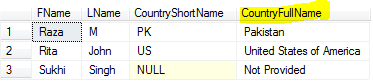 FName LName CountryShortName CountryFullName
1 Raza M PK Pakistan
2 Rita John US United States of America
3 Sukhi Singh NULL Not Provided